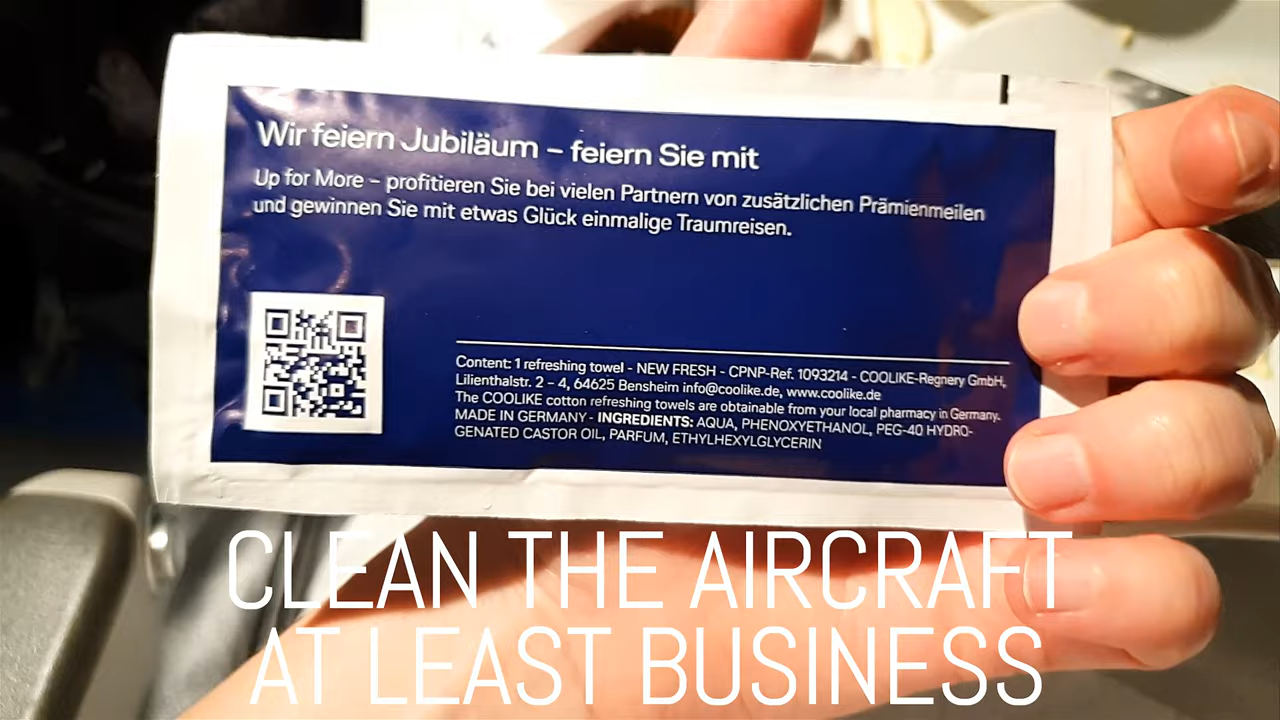 Wir feiern Jubiläum – feiern Sie mit
Up for More – profitieren Sie bei vielen Partnern von zusätzlichen Prämienmeilen
und gewinnen Sie mit etwas Glück einmalige Traumreisen.
Content: 1 refreshing towel - NEW FRESH - CPNP-Ref. 1093214 - COOLIKE-Regnery GmbH,
Lilienthalstr. 2 – 4, 64625 Bensheim info@coolike.de, www.coolike.de
The COOLIKE cotton refreshing towels are obtainable from your local pharmacy in Germany.
MADE IN GERMANY - INGREDIENTS: AQUA, PHENOXYETHANOL, PEG-40 HYDRO-
GENATED CASTOR OIL, PARFUM, ETHYLHEXYLGLYCERIN
CLEAN THE AIRCRAFT
AT LEAST BUSINESS